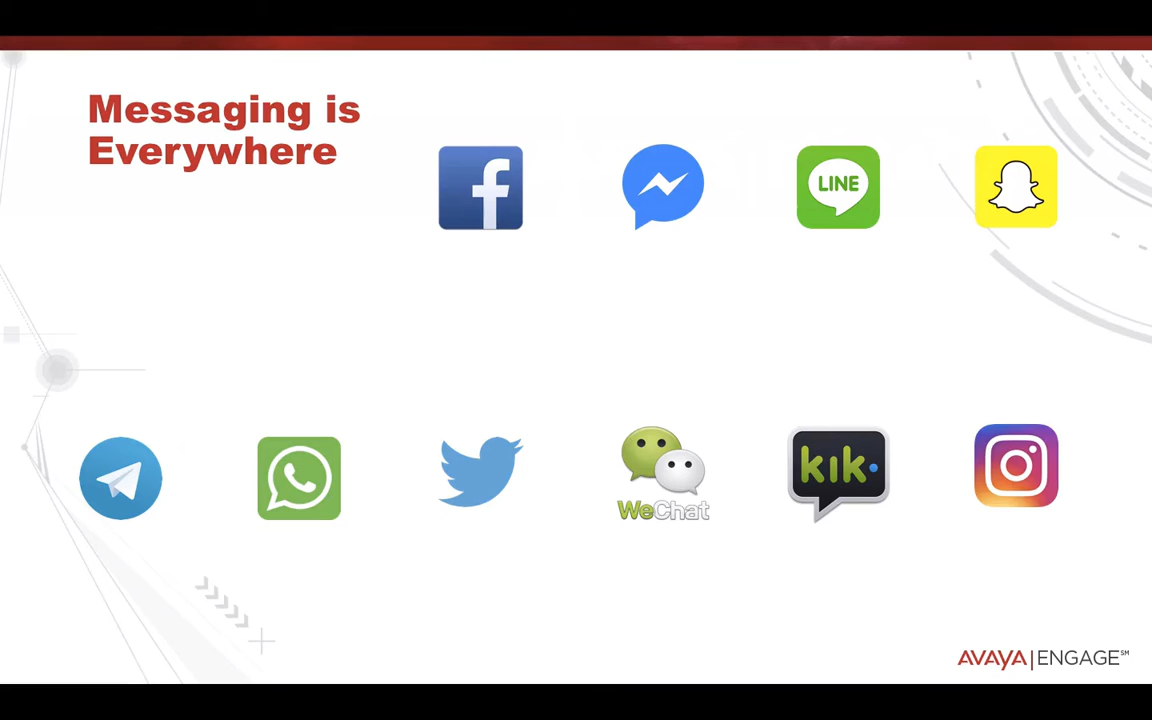 Messaging is
Everywhere
LINE
WeChat
kik.
AVAYA|ENGAGE℠